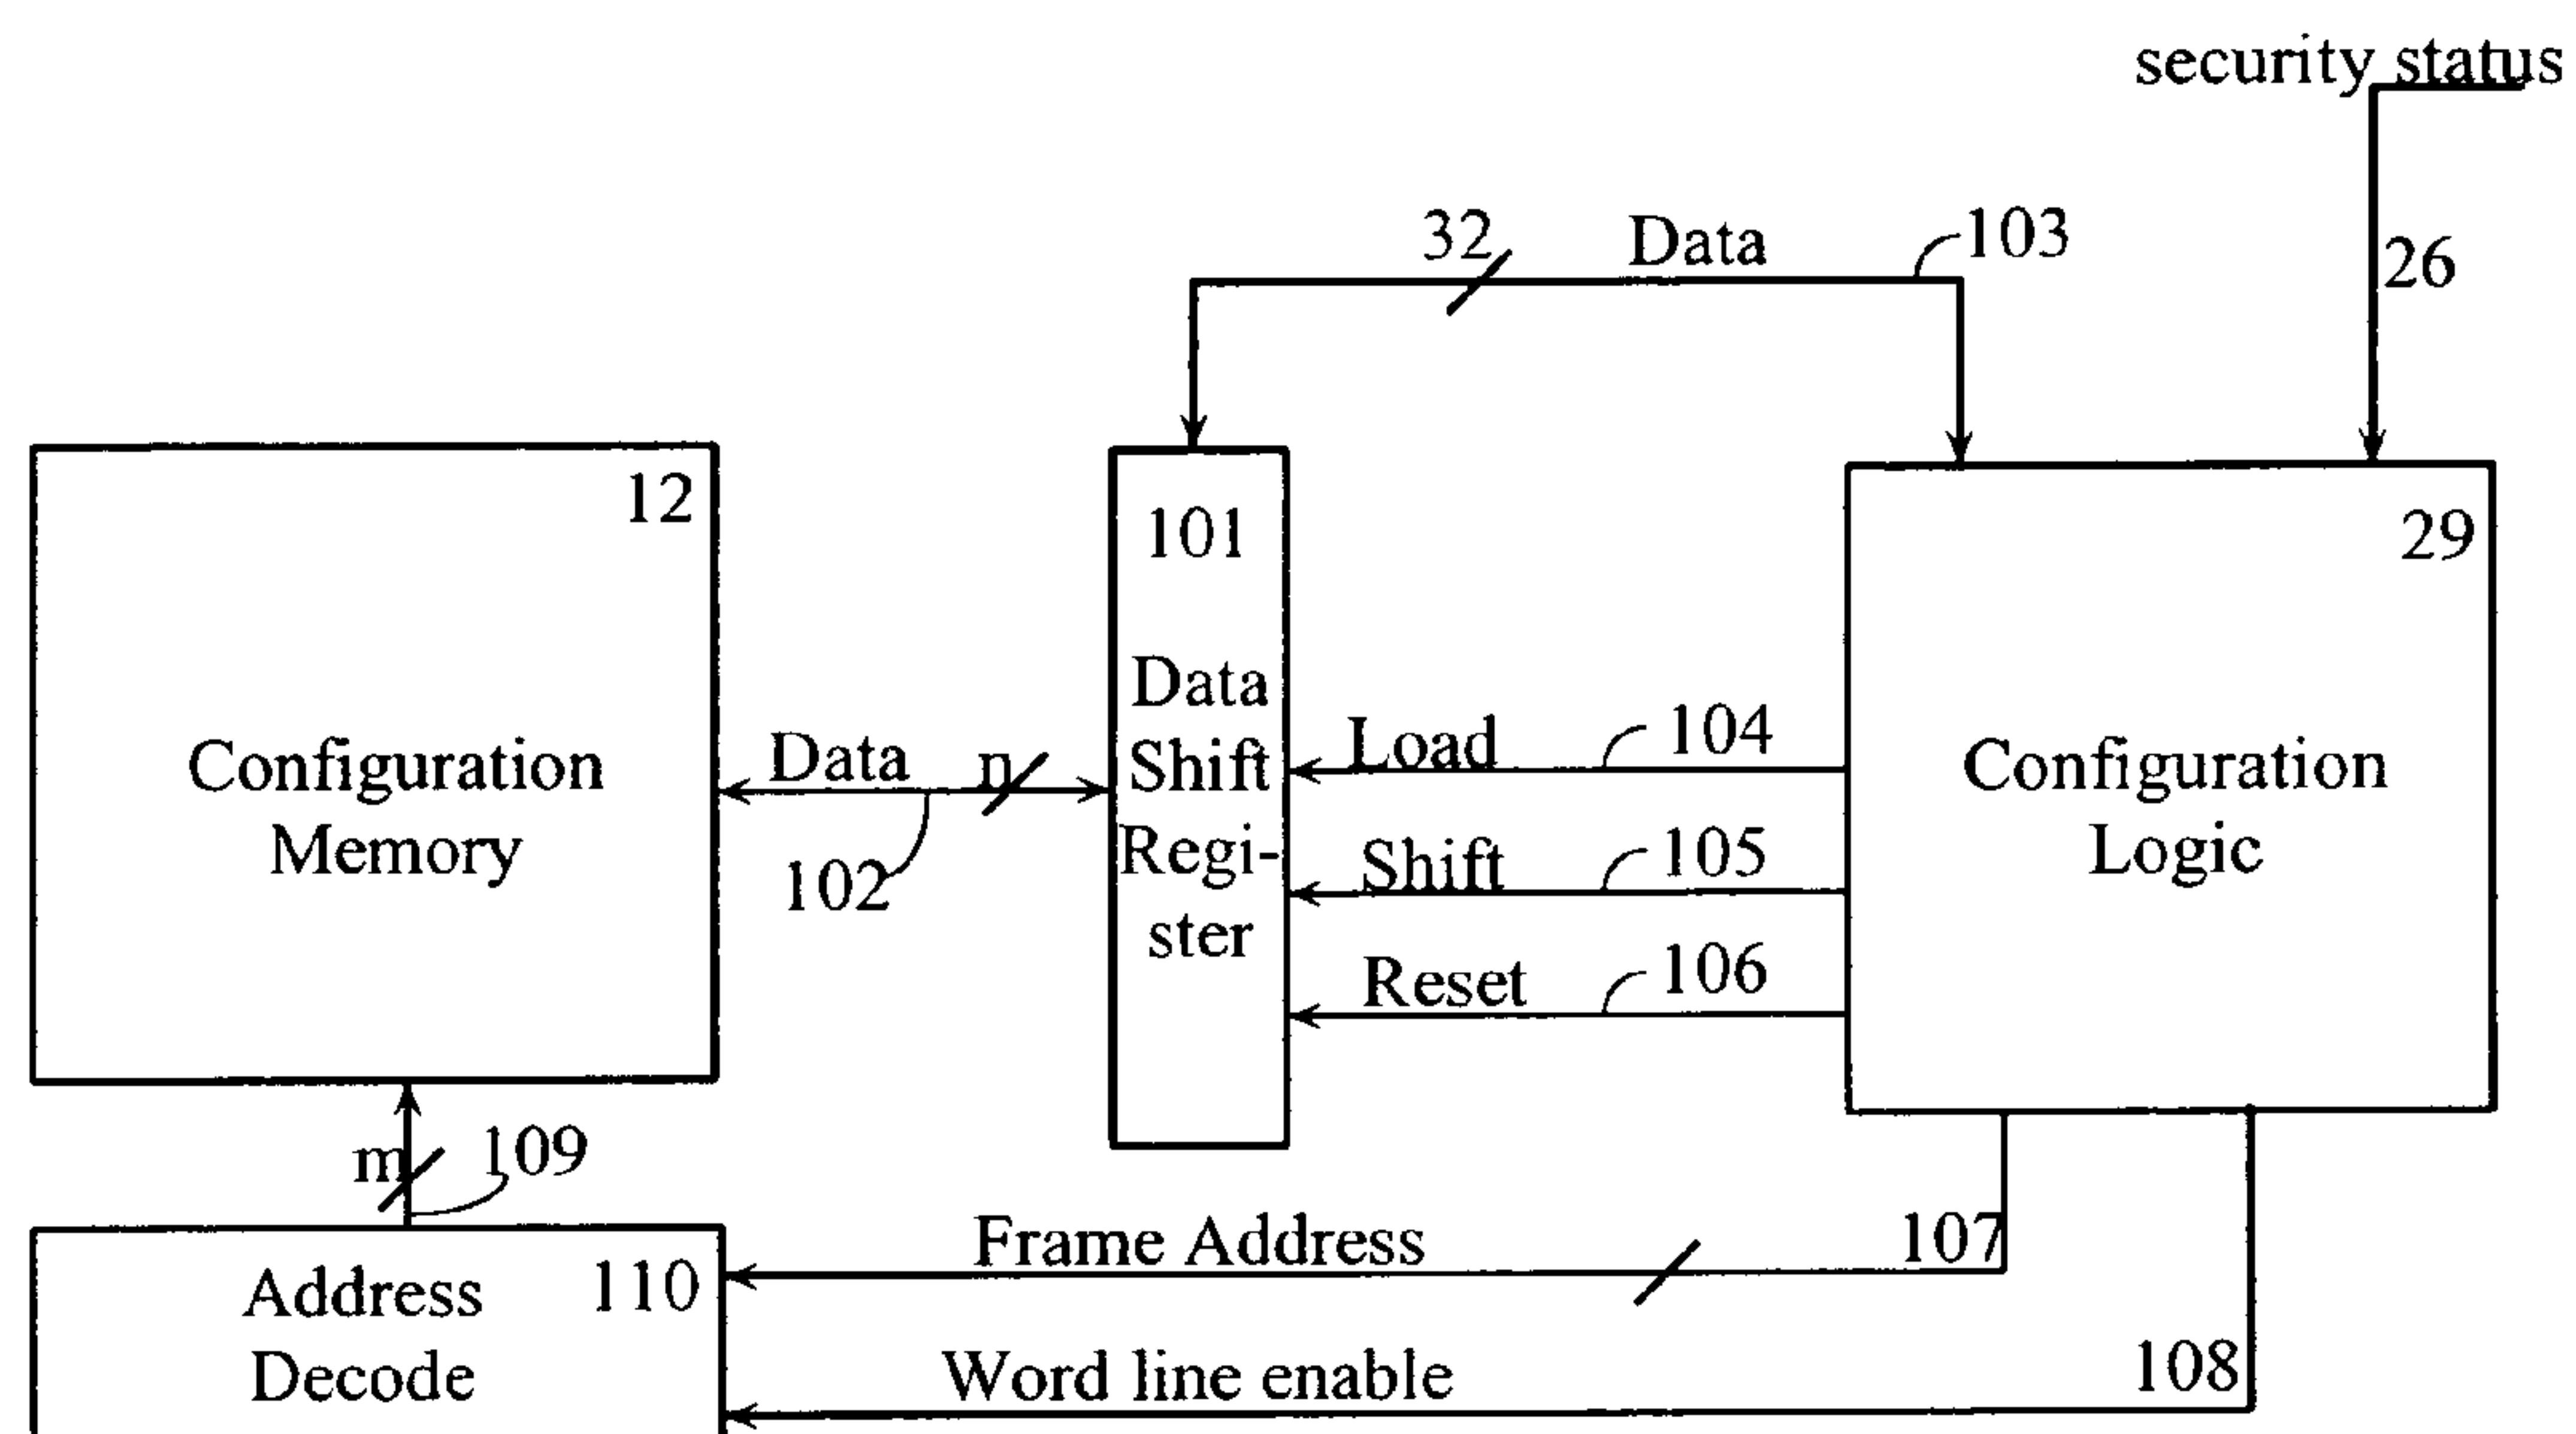 security status
32 Data 103
26
12
101
29
Data
Shift
Regi-
ster
Configuration
Memory
Data n
102
Load 104
Shift 105
Reset 106
Configuration
Logic
m 109
Frame Address 107
110
Address
Decode
Word line enable 108